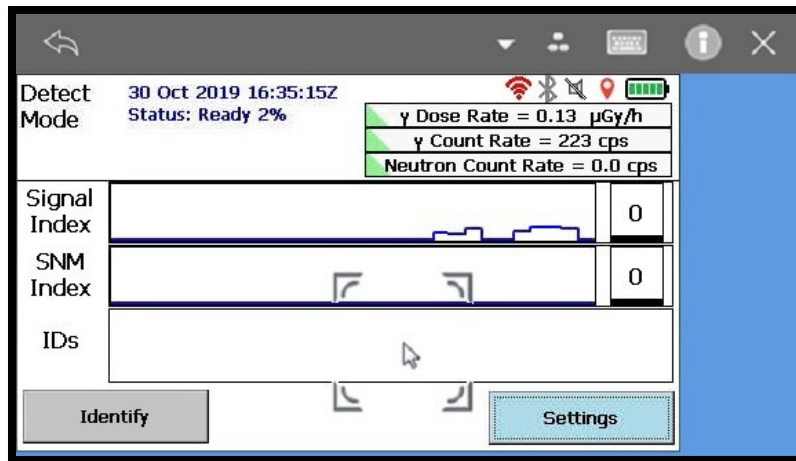 Detect
Mode
30 Oct 2019 16:35:15Z
Status: Ready 2%
γ Dose Rate = 0.13 μGy/h
γ Count Rate = 223 cps
Neutron Count Rate = 0.0 cps
Signal
Index
0
SNM
Index
0
IDs
Identify
Settings